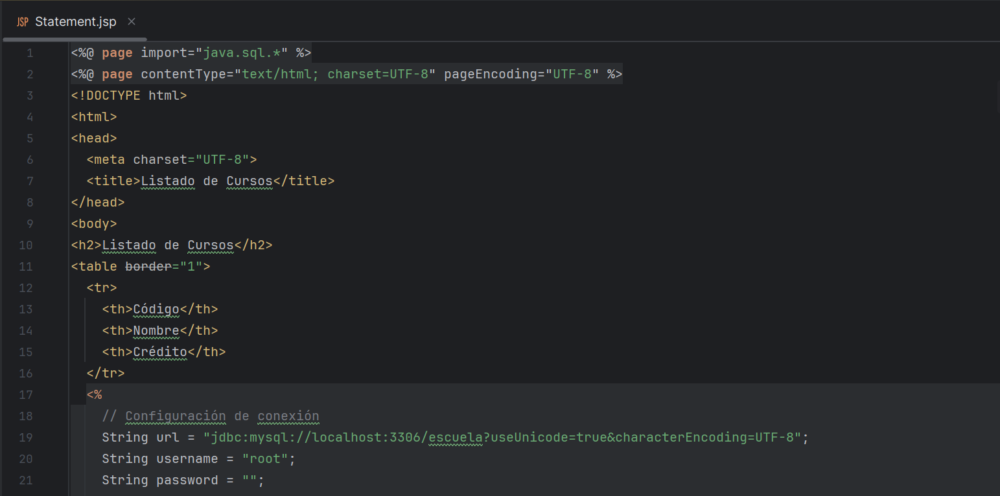 JSP Statement.jsp ×
1 <%@ page import="java.sql.*" %>
2 <%@ page contentType="text/html; charset=UTF-8" pageEncoding="UTF-8" %>
3 <!DOCTYPE html>
4 <html>
5 <head>
6   <meta charset="UTF-8">
7   <title>Listado de Cursos</title>
8 </head>
9 <body>
10 <h2>Listado de Cursos</h2>
11 <table border="1">
12   <tr>
13     <th>Código</th>
14     <th>Nombre</th>
15     <th>Crédito</th>
16   </tr>
17   <%
18     // Configuración de conexión
19     String url = "jdbc:mysql://localhost:3306/escuela?useUnicode=true&characterEncoding=UTF-8";
20     String username = "root";
21     String password = "";